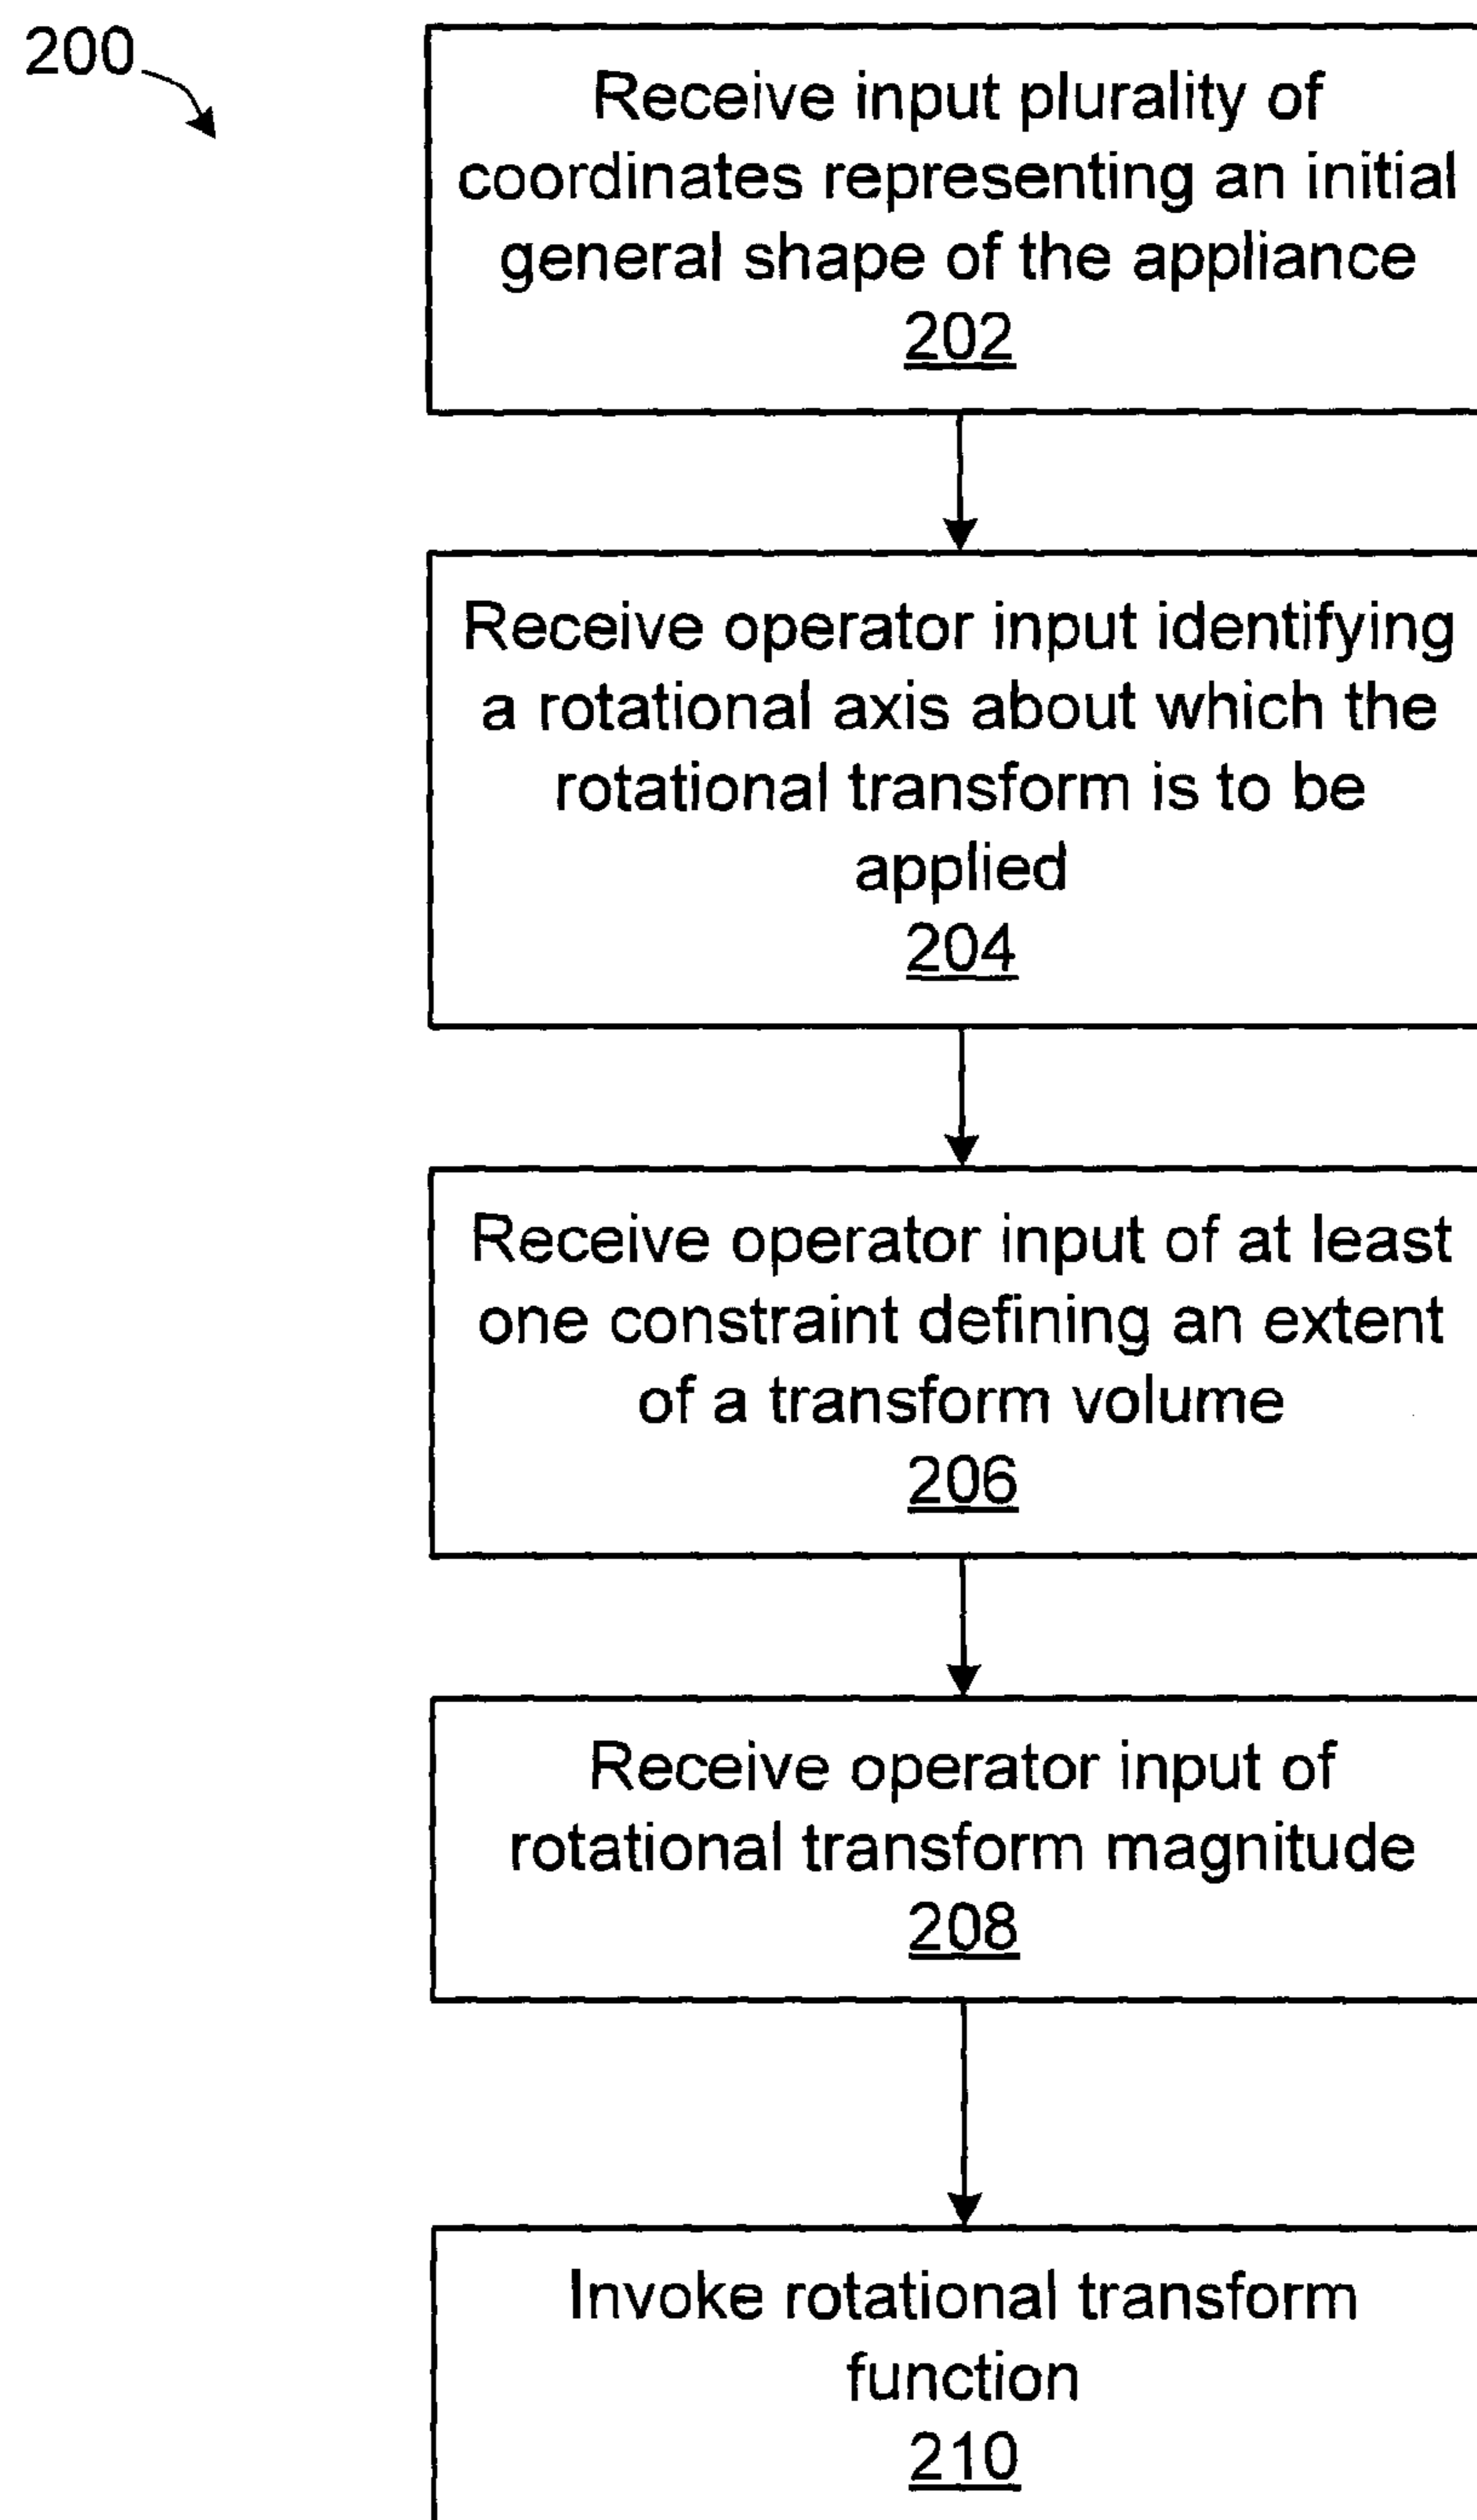 200
Receive input plurality of
coordinates representing an initial
general shape of the appliance
202
Receive operator input identifying
a rotational axis about which the
rotational transform is to be
applied
204
Receive operator input of at least
one constraint defining an extent
of a transform volume
206
Receive operator input of
rotational transform magnitude
208
Invoke rotational transform
function
210